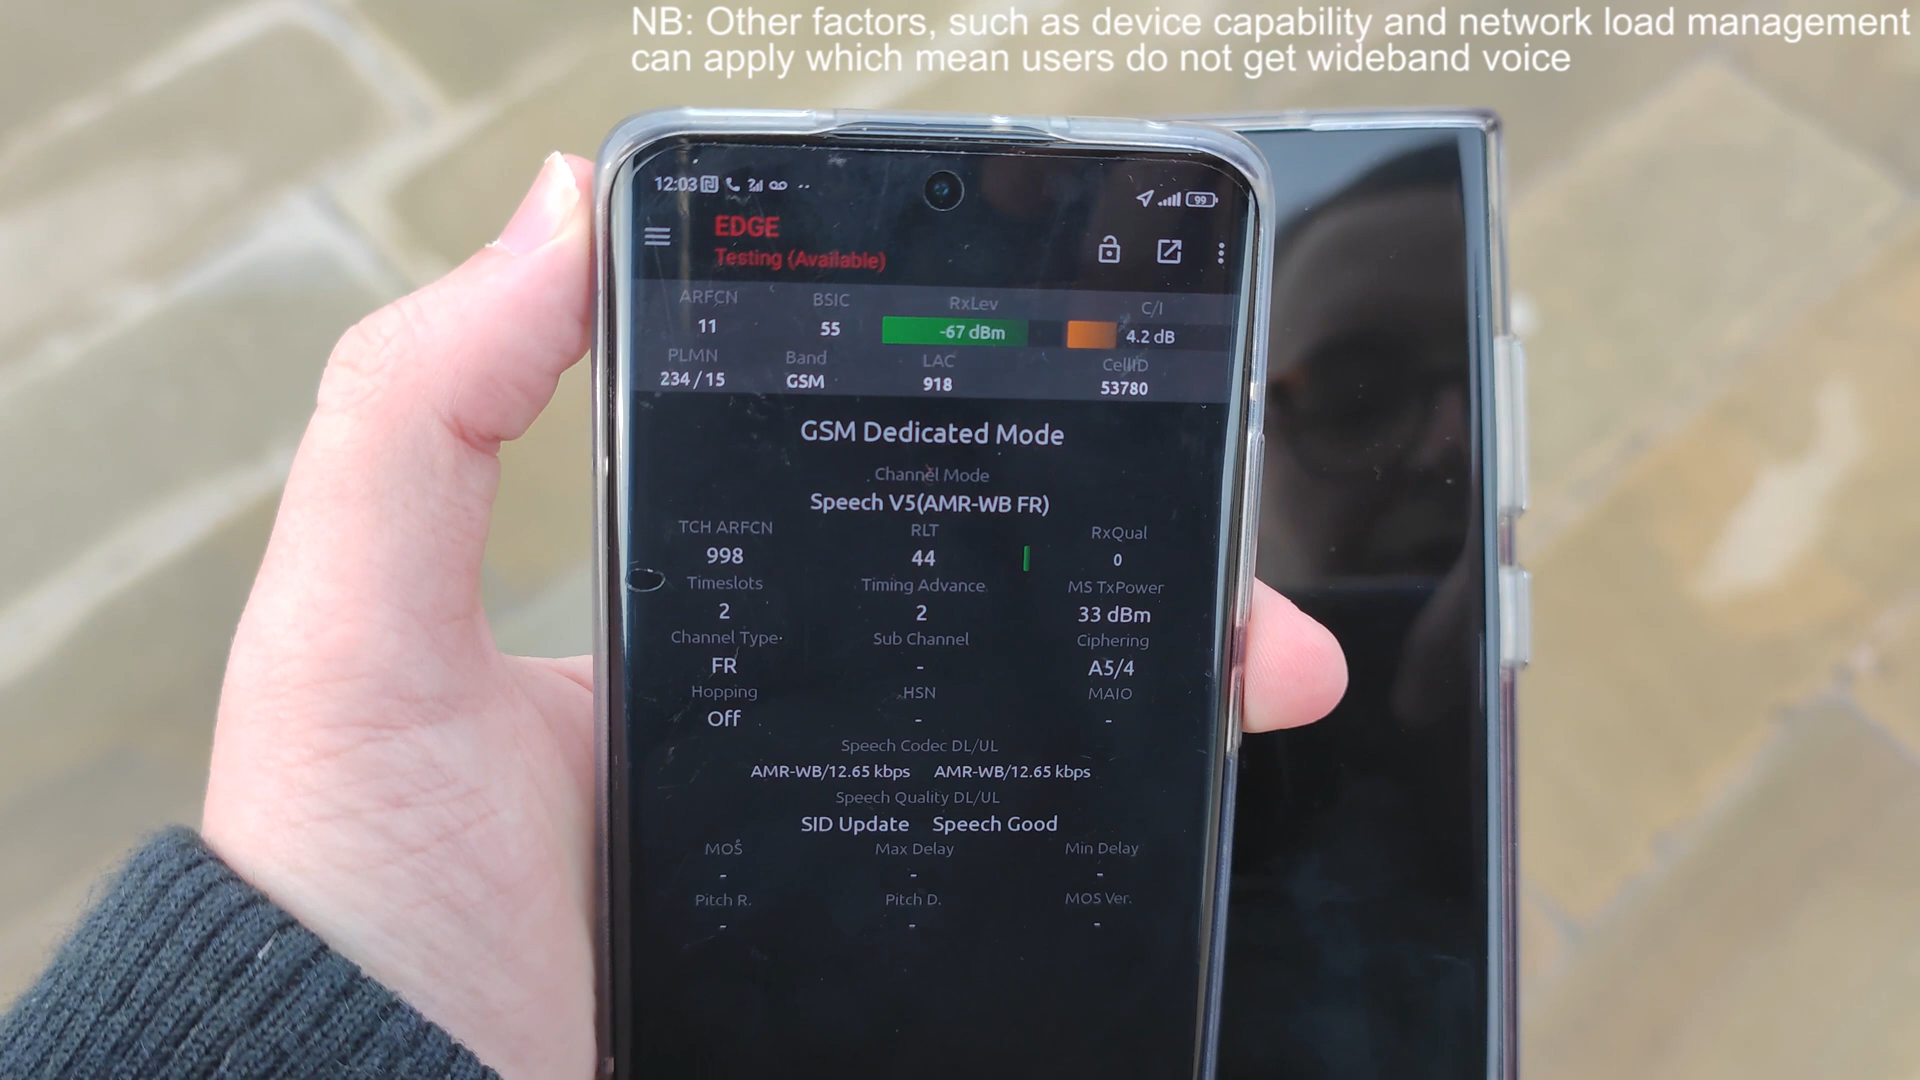 NB: Other factors, such as device capability and network load management
can apply which mean users do not get wideband voice
12:03 99
EDGE
Testing (Available)
ARFCN BSIC RxLev C/I
11 55 -67 dBm 4.2 dB
PLMN Band LAC CellID
234 / 15 GSM 918 53780
GSM Dedicated Mode
Channel Mode
Speech V5(AMR-WB FR)
TCH ARFCN RLT RxQual
998 44 0
Timeslots Timing Advance MS TxPower
2 2 33 dBm
Channel Type Sub Channel Ciphering
FR - A5/4
Hopping HSN MAIO
Off - -
Speech Codec DL/UL
AMR-WB/12.65 kbps AMR-WB/12.65 kbps
Speech Quality DL/UL
SID Update Speech Good
MOS Max Delay Min Delay
- - -
Pitch R. Pitch D. MOS Ver.
- - -